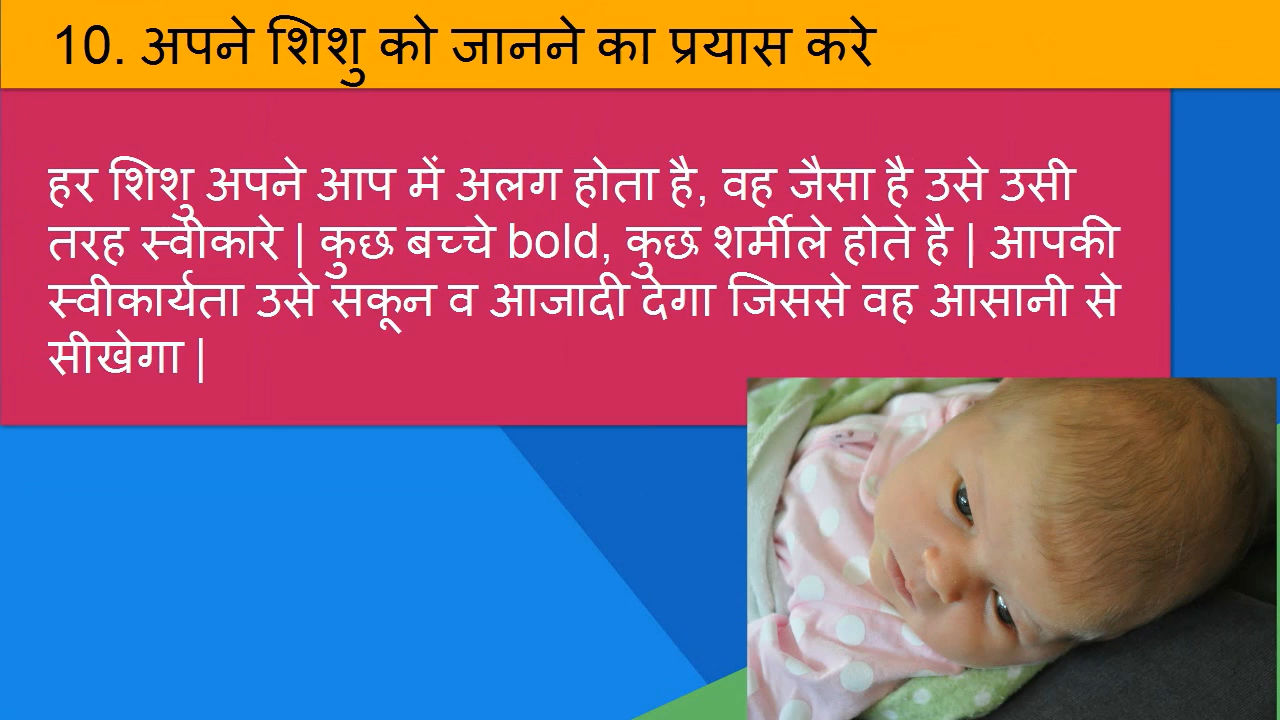 10. अपने शिशु को जानने का प्रयास करे
हर शिशु अपने आप में अलग होता है, वह जैसा है उसे उसी
तरह स्वीकारे | कुछ बच्चे bold, कुछ शर्मीले होते है | आपकी
स्वीकार्यता उसे सकून व आजादी देगा जिससे वह आसानी से
सीखेगा |